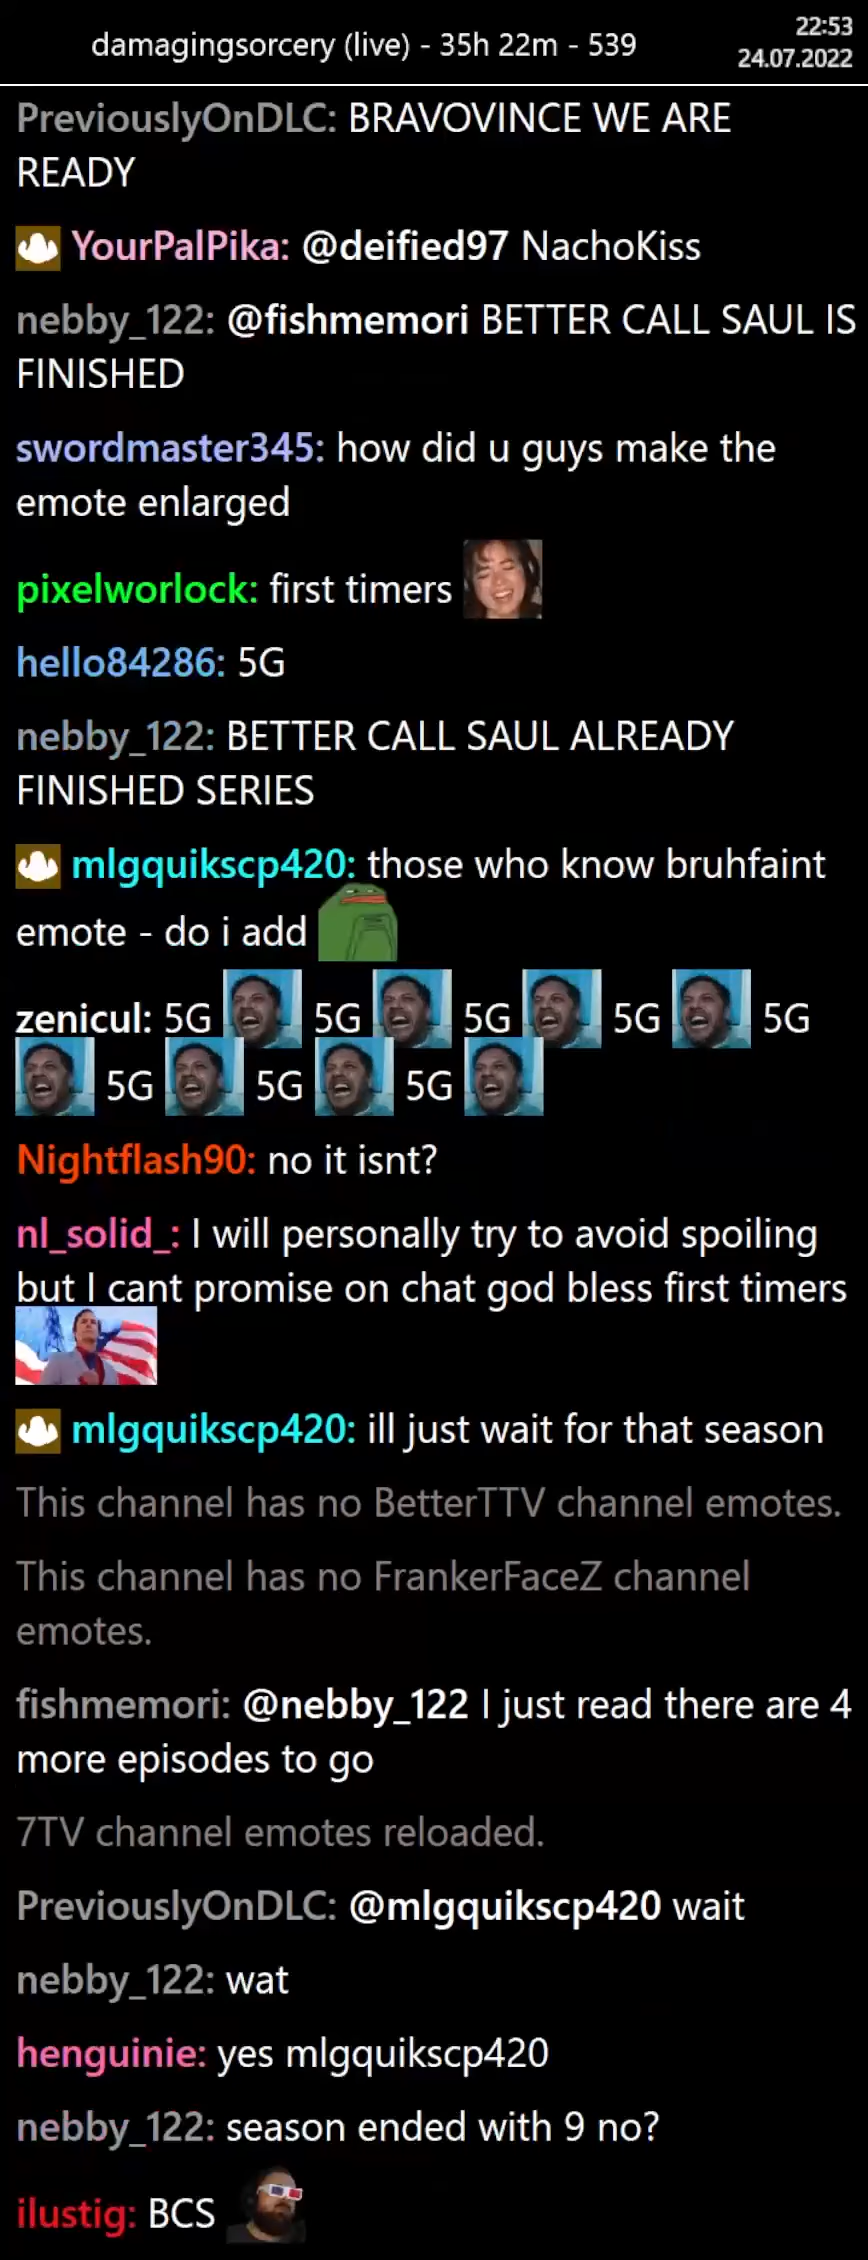 damagingsorcery (live) - 35h 22m - 539
22:53
24.07.2022
PreviouslyOnDLC: BRAVOVINCE WE ARE
READY
YourPalPika: @deified97 NachoKiss
nebby_122: @fishmemori BETTER CALL SAUL IS
FINISHED
swordmaster345: how did u guys make the
emote enlarged
pixelworlock: first timers
hello84286: 5G
nebby_122: BETTER CALL SAUL ALREADY
FINISHED SERIES
mlgquikscp420: those who know bruhfaint
emote - do i add
zenicul: 5G 5G 5G 5G 5G
5G 5G 5G
Nightflash90: no it isnt?
nl_solid_: I will personally try to avoid spoiling
but I cant promise on chat god bless first timers
mlgquikscp420: ill just wait for that season
This channel has no BetterTTV channel emotes.
This channel has no FrankerFaceZ channel
emotes.
fishmemori: @nebby_122 I just read there are 4
more episodes to go
7TV channel emotes reloaded.
PreviouslyOnDLC: @mlgquikscp420 wait
nebby_122: wat
henguinie: yes mlgquikscp420
nebby_122: season ended with 9 no?
ilustig: BCS